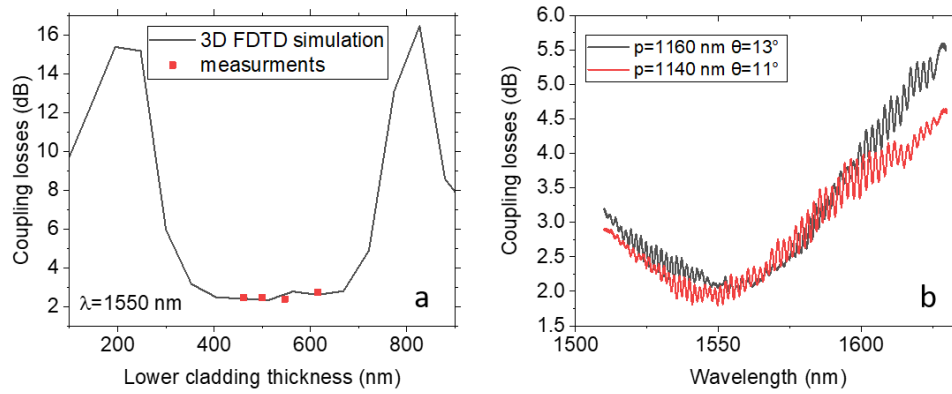 16
14
12
10
8
6
4
2
Coupling losses (dB)
3D FDTD simulation
measurments
λ=1550 nm
a
200
400
600
800
Lower cladding thickness (nm)
6.0
5.5
5.0
4.5
4.0
3.5
3.0
2.5
2.0
1.5
Coupling losses (dB)
p=1160 nm θ=13°
p=1140 nm θ=11°
b
1500
1550
1600
Wavelength (nm)